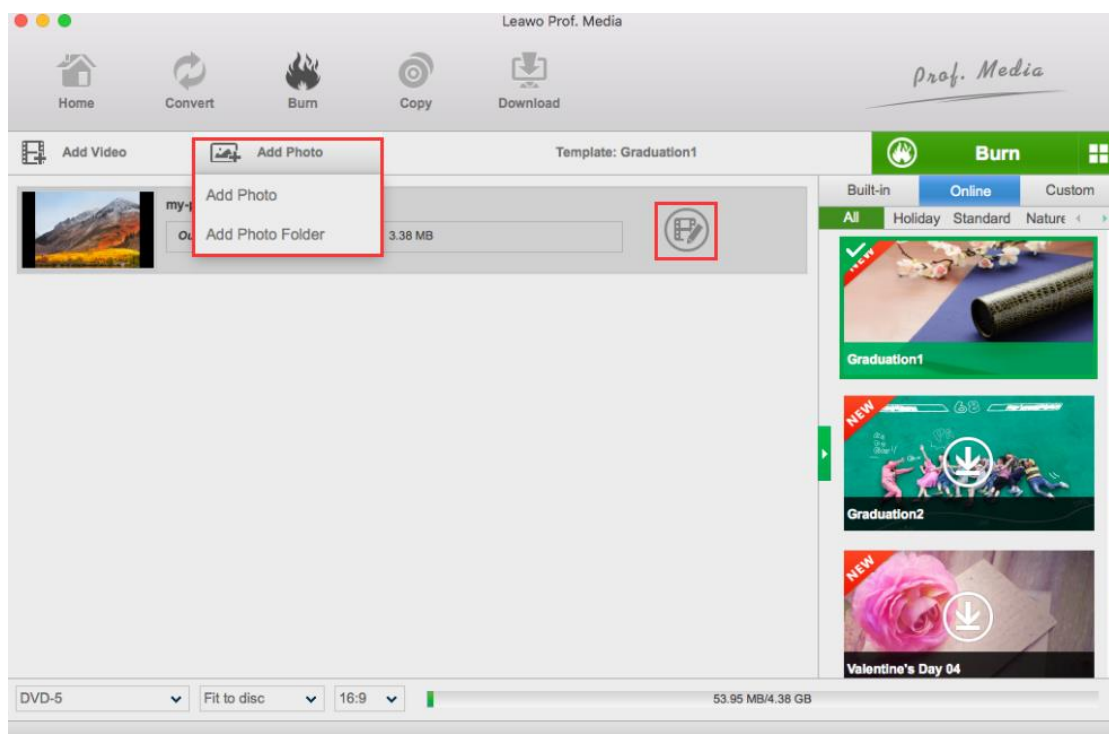 Leawo Prof. Media
Home Convert Burn Copy Download
Prof. Media
Add Video Add Photo Template: Graduation1 Burn
Add Photo
Add Photo Folder
3.38 MB
Built-in Online Custom
All Holiday Standard Nature
NEW
Graduation1
NEW
Graduation2
NEW
Valentine's Day 04
DVD-5 Fit to disc 16:9 53.95 MB/4.38 GB